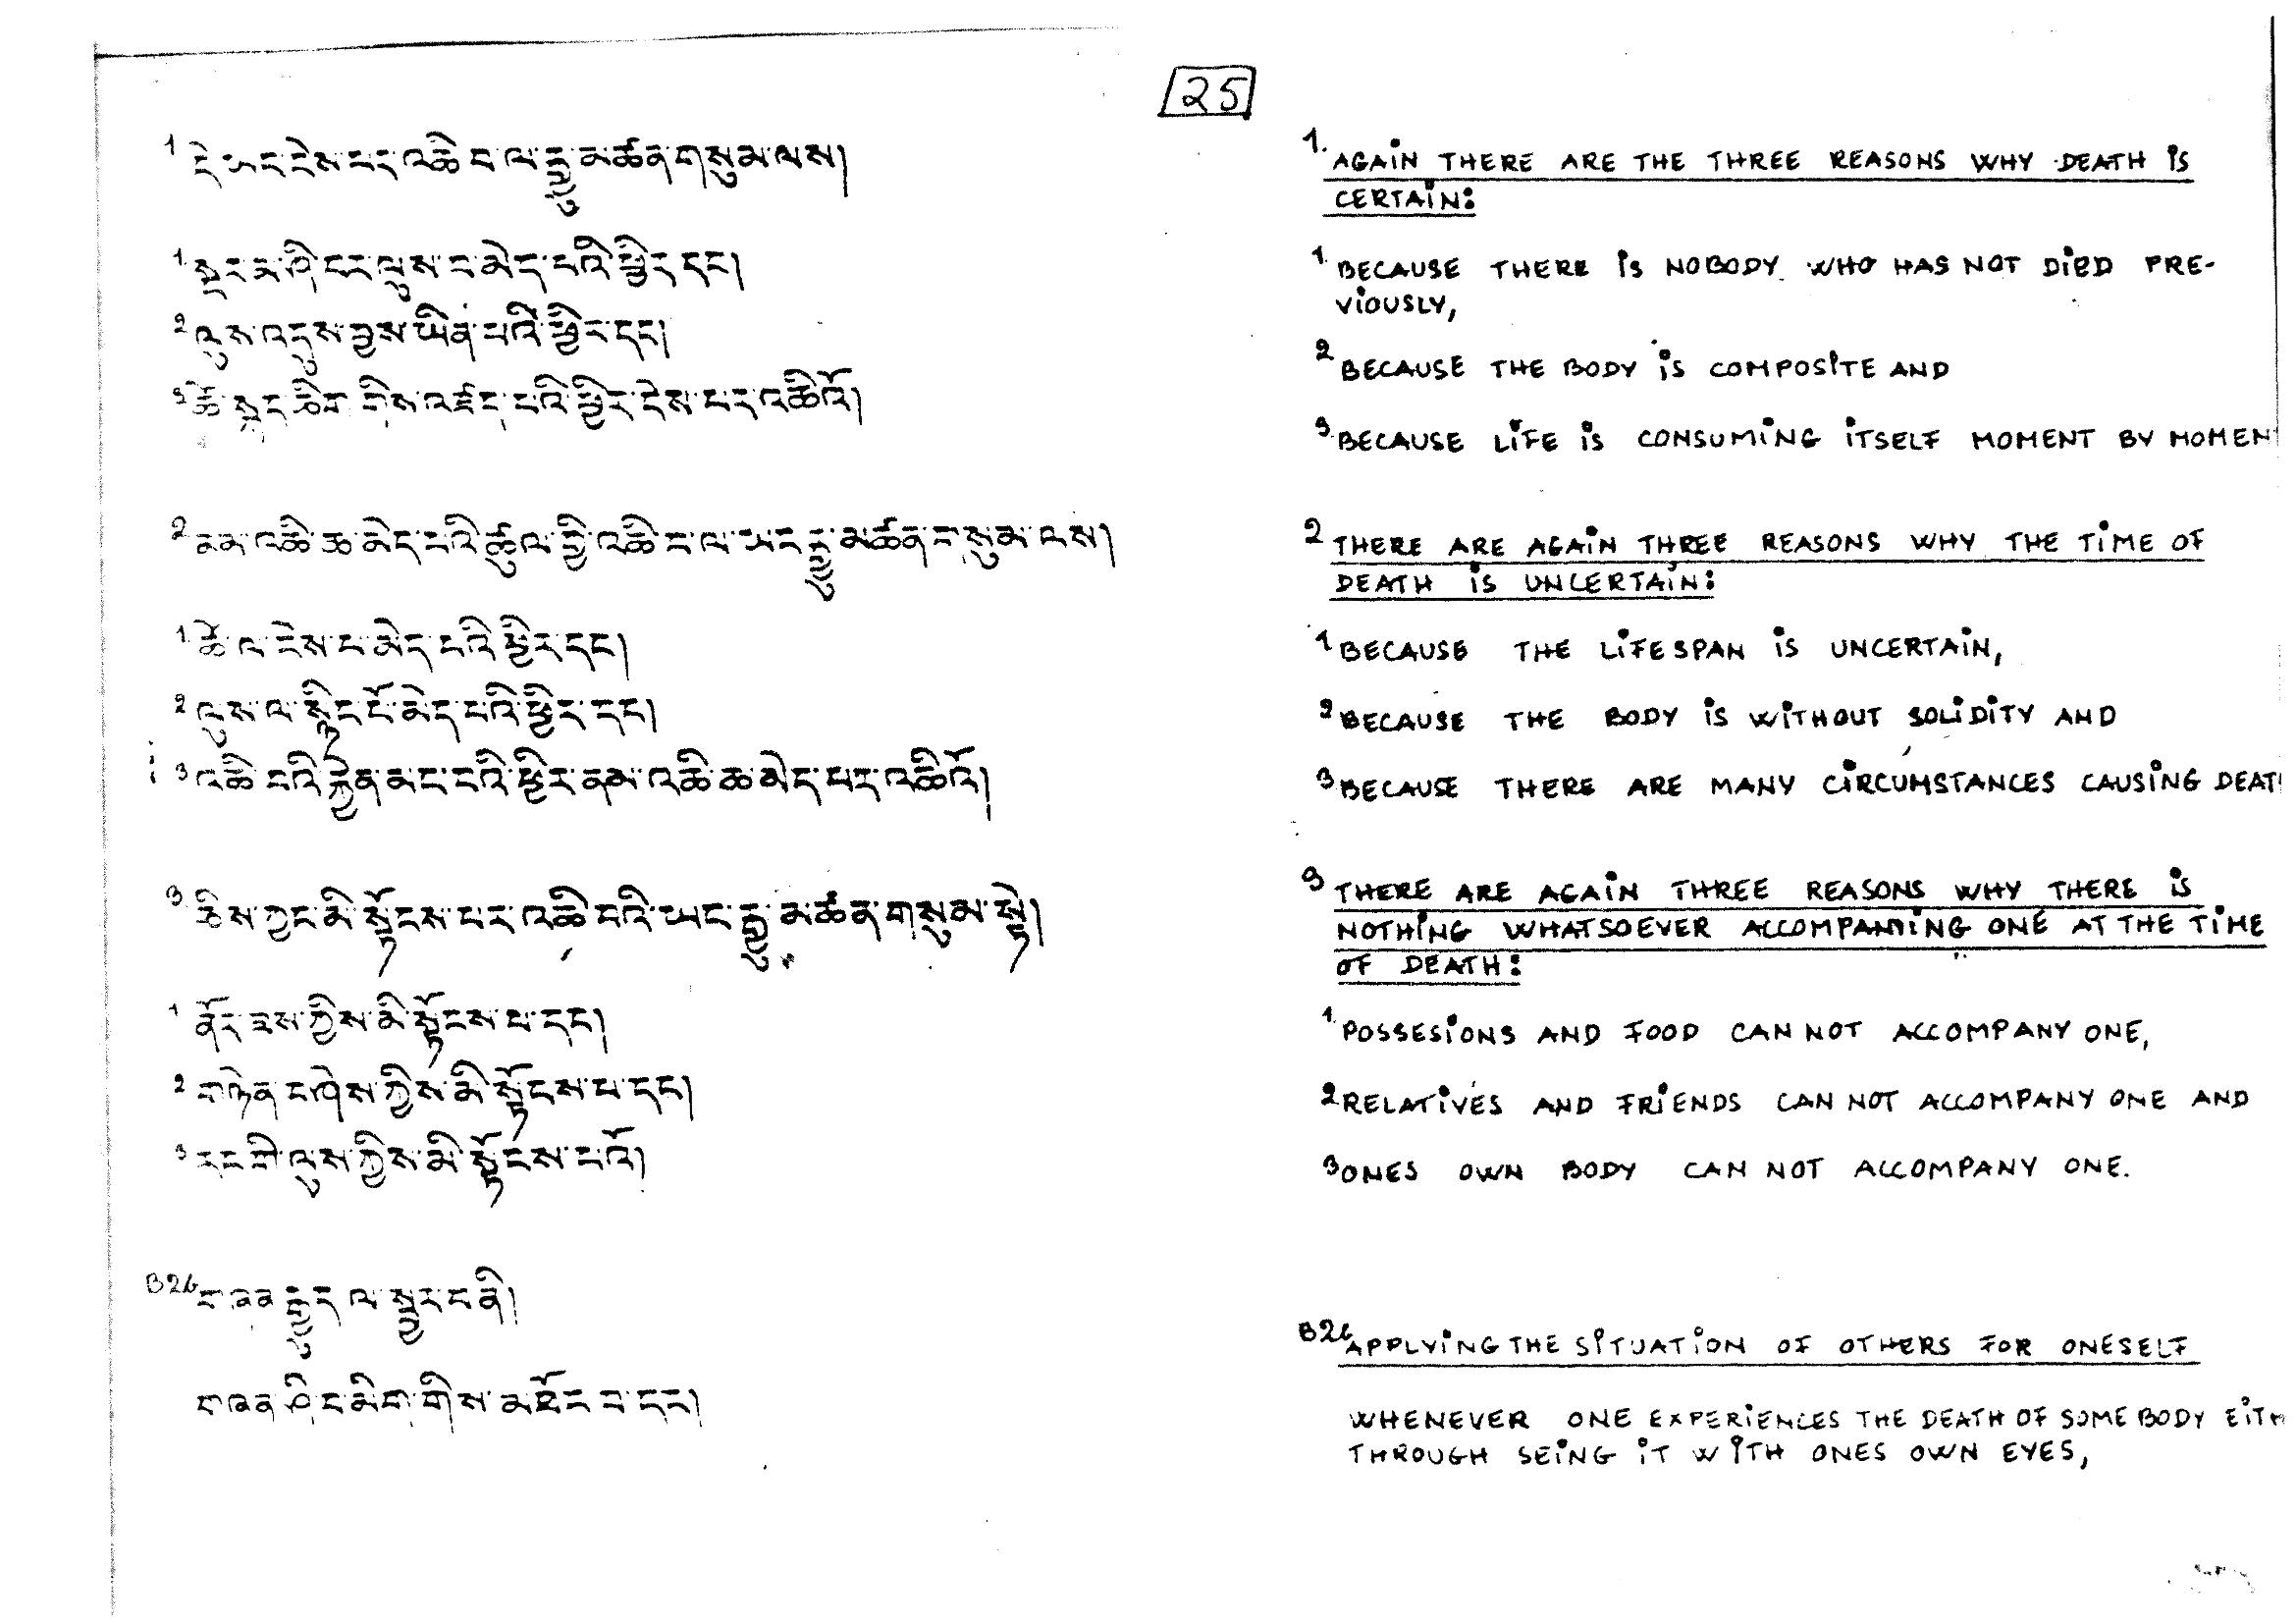 25
1 དེ་ཡང་ངེས་པར་འཆི་བ་ལ་རྒྱུ་མཚན་གསུམ་ལས།
1 སྔར་མ་ཤི་བར་ལུས་པ་མེད་པའི་ཕྱིར་དང།
2 ལུས་འདུས་བྱས་ཡིན་པའི་ཕྱིར་དང།
3 ཚེ་སྐད་ཅིག་གིས་འཛད་པའི་ཕྱིར་ངེས་པར་འཆིའོ།
2 ནམ་འཆི་ཆ་མེད་པའི་ཚུལ་གྱི་འཆི་བ་ལ་ཡང་རྒྱུ་མཚན་གསུམ་ལས།
1 ཚེ་ལ་ངེས་པ་མེད་པའི་ཕྱིར་དང།
2 ལུས་ལ་སྙིང་པོ་མེད་པའི་ཕྱིར་དང།
3 འཆི་བའི་རྐྱེན་མང་བའི་ཕྱིར་ནམ་འཆི་ཆ་མེད་པར་འཆིའོ།
3 ཅིས་ཀྱང་མི་སྟོངས་པར་འཆི་བའི་ཡང་རྒྱུ་མཚན་གསུམ་སྟེ།
1 ནོར་ཟས་ཀྱིས་མི་སྟོངས་པ་དང།
2 གཉེན་བཤེས་ཀྱིས་མི་སྟོངས་པ་དང།
3 རང་གི་ལུས་ཀྱིས་མི་སྟོངས་པའོ།
B26 གཞན་རྒྱུད་ལ་སྦྱར་བ་ནི།
གཞན་ཤི་བ་མིག་གིས་མཐོང་བ་དང།
1. AGAIN THERE ARE THE THREE REASONS WHY DEATH IS
CERTAIN:
1 BECAUSE THERE IS NOBODY WHO HAS NOT DIED PRE-
VIOUSLY,
2 BECAUSE THE BODY IS COMPOSITE AND
3 BECAUSE LIFE IS CONSUMING ITSELF MOMENT BY MOMEN
2 THERE ARE AGAIN THREE REASONS WHY THE TIME OF
DEATH IS UNCERTAIN:
1 BECAUSE THE LIFESPAN IS UNCERTAIN,
2 BECAUSE THE BODY IS WITHOUT SOLIDITY AND
3 BECAUSE THERE ARE MANY CIRCUMSTANCES CAUSING DEAT
3 THERE ARE AGAIN THREE REASONS WHY THERE IS
NOTHING WHATSOEVER ACCOMPANIING ONE AT THE TIME
OF DEATH:
1 POSSESIONS AND FOOD CAN NOT ACCOMPANY ONE,
2 RELATIVES AND FRIENDS CAN NOT ACCOMPANY ONE AND
3 ONES OWN BODY CAN NOT ACCOMPANY ONE.
B26 APPLYING THE SITUATION OF OTHERS FOR ONESELF
WHENEVER ONE EXPERIENCES THE DEATH OF SOMEBODY EITH
THROUGH SEING IT WITH ONES OWN EYES,